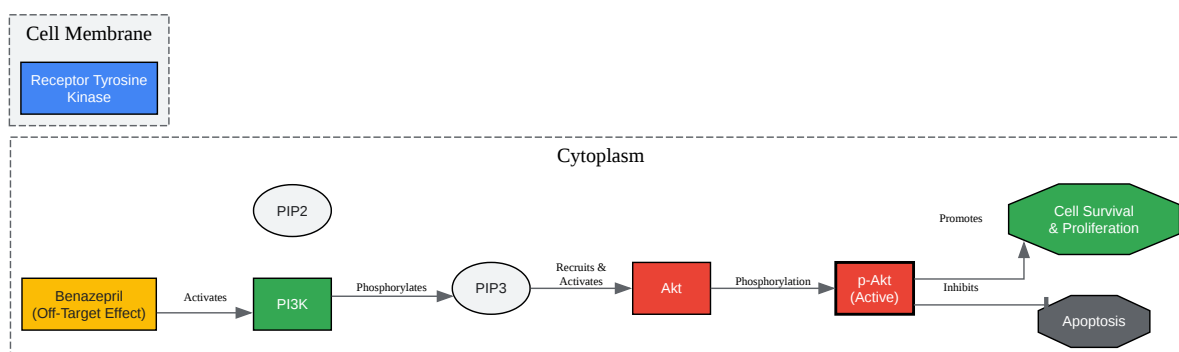 Cell Membrane
Receptor Tyrosine
Kinase
Cytoplasm
PIP2
Promotes
Cell Survival
& Proliferation
Benazepril
(Off-Target Effect)
Activates
PI3K
Phosphorylates
PIP3
Recruits &
Activates
Akt
Phosphorylation
p-Akt
(Active)
Inhibits
Apoptosis